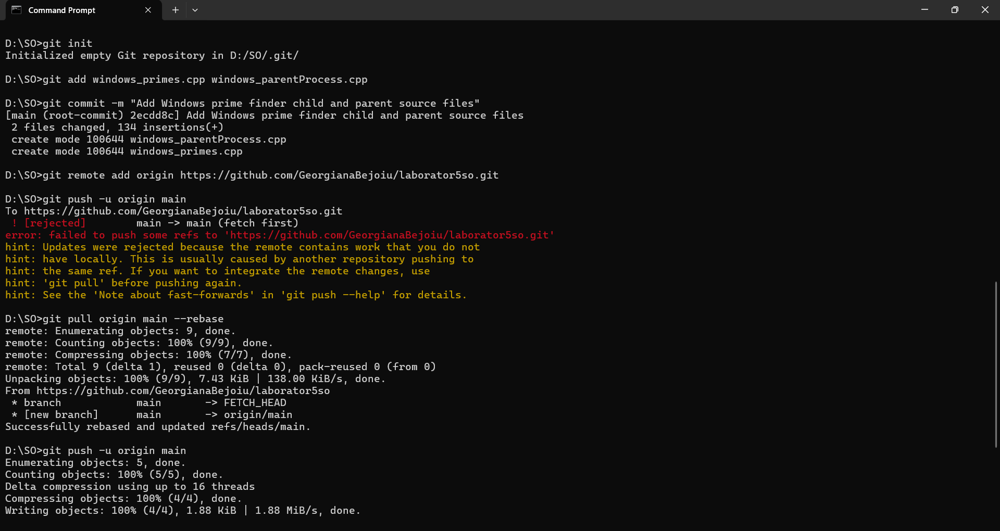 Command Prompt
D:\SO>git init
Initialized empty Git repository in D:/SO/.git/
D:\SO>git add windows_primes.cpp windows_parentProcess.cpp
D:\SO>git commit -m "Add Windows prime finder child and parent source files"
[main (root-commit) 2ecdd8c] Add Windows prime finder child and parent source files
 2 files changed, 134 insertions(+)
 create mode 100644 windows_parentProcess.cpp
 create mode 100644 windows_primes.cpp
D:\SO>git remote add origin https://github.com/GeorgianaBejoiu/laborator5so.git
D:\SO>git push -u origin main
To https://github.com/GeorgianaBejoiu/laborator5so.git
 ! [rejected]        main -> main (fetch first)
error: failed to push some refs to 'https://github.com/GeorgianaBejoiu/laborator5so.git'
hint: Updates were rejected because the remote contains work that you do not
hint: have locally. This is usually caused by another repository pushing to
hint: the same ref. If you want to integrate the remote changes, use
hint: 'git pull' before pushing again.
hint: See the 'Note about fast-forwards' in 'git push --help' for details.
D:\SO>git pull origin main --rebase
remote: Enumerating objects: 9, done.
remote: Counting objects: 100% (9/9), done.
remote: Compressing objects: 100% (7/7), done.
remote: Total 9 (delta 1), reused 0 (delta 0), pack-reused 0 (from 0)
Unpacking objects: 100% (9/9), 7.43 KiB | 138.00 KiB/s, done.
From https://github.com/GeorgianaBejoiu/laborator5so
 * branch            main       -> FETCH_HEAD
 * [new branch]      main       -> origin/main
Successfully rebased and updated refs/heads/main.
D:\SO>git push -u origin main
Enumerating objects: 5, done.
Counting objects: 100% (5/5), done.
Delta compression using up to 16 threads
Compressing objects: 100% (4/4), done.
Writing objects: 100% (4/4), 1.88 KiB | 1.88 MiB/s, done.